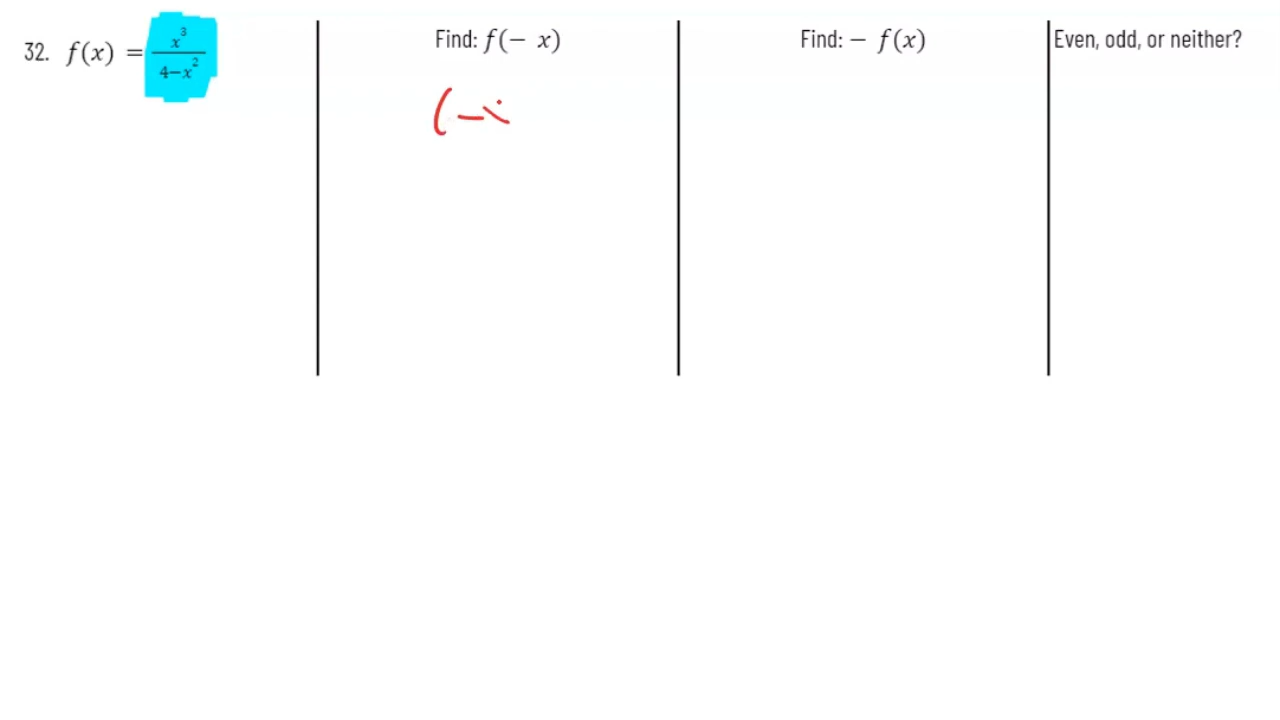 32. f(x) = x³/(4−x²)
Find: f(− x)
(−x
Find: − f(x)
Even, odd, or neither?